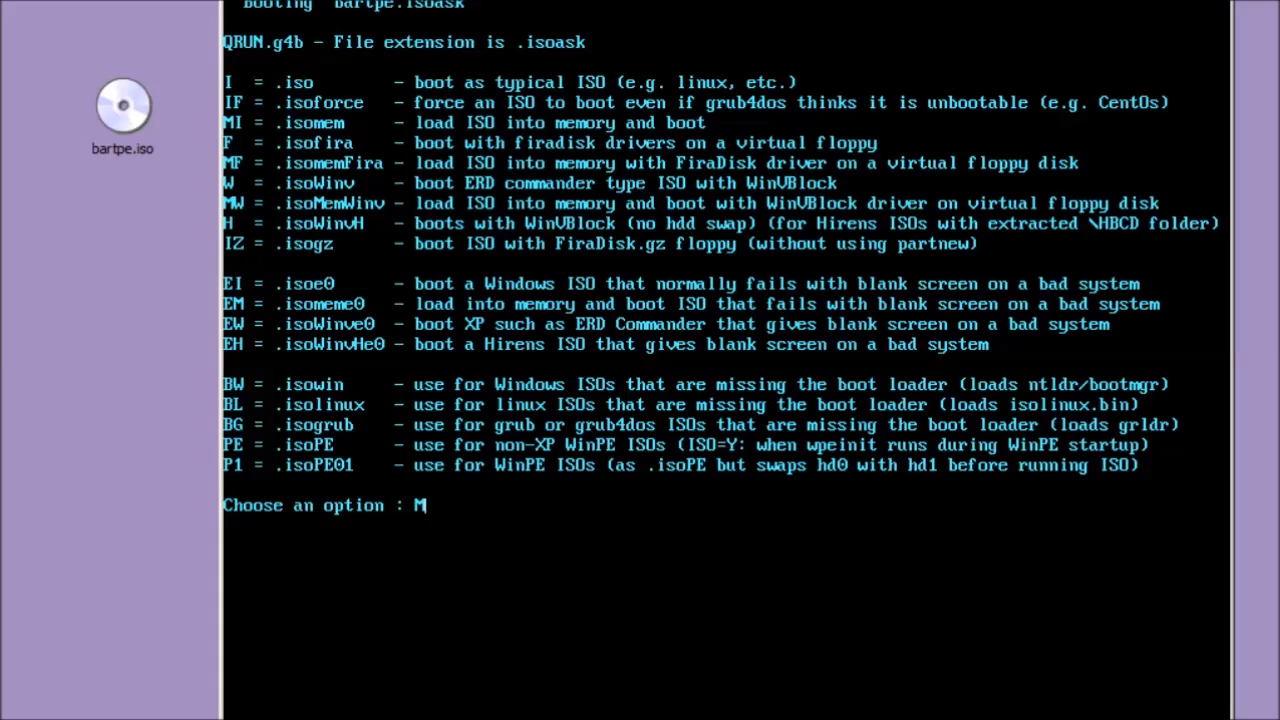 Booting bartpe.isoask
QRUN.g4b - File extension is .isoask
I = .iso - boot as typical ISO (e.g. linux, etc.)
IF = .isoforce - force an ISO to boot even if grub4dos thinks it is unbootable (e.g. CentOs)
MI = .isomem - load ISO into memory and boot
F = .isofira - boot with firadisk drivers on a virtual floppy
MF = .isomemFira - load ISO into memory with FiraDisk driver on a virtual floppy disk
W = .isoWinv - boot ERD commander type ISO with WinVBlock
MW = .isoMemWinv - load ISO into memory and boot with WinVBlock driver on virtual floppy disk
H = .isoWinvH - boots with WinVBlock (no hdd swap) (for Hirens ISOs with extracted \HBCD folder)
IZ = .isogz - boot ISO with FiraDisk.gz floppy (without using partnew)
EI = .isoe0 - boot a Windows ISO that normally fails with blank screen on a bad system
EM = .isomeme0 - load into memory and boot ISO that fails with blank screen on a bad system
EW = .isoWinve0 - boot XP such as ERD Commander that gives blank screen on a bad system
EH = .isoWinvHe0 - boot a Hirens ISO that gives blank screen on a bad system
BW = .isowin - use for Windows ISOs that are missing the boot loader (loads ntldr/bootmgr)
BL = .isolinux - use for linux ISOs that are missing the boot loader (loads isolinux.bin)
BG = .isogrub - use for grub or grub4dos ISOs that are missing the boot loader (loads grldr)
PE = .isoPE - use for non-XP WinPE ISOs (ISO=Y: when wpeinit runs during WinPE startup)
P1 = .isoPE01 - use for WinPE ISOs (as .isoPE but swaps hd0 with hd1 before running ISO)
Choose an option : M
bartpe.iso